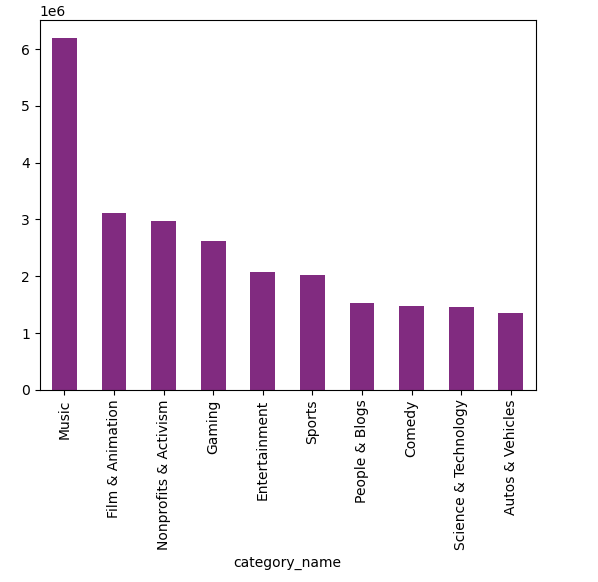 1e6
6
5
4
3
2
1
0
Music
Film & Animation
Nonprofits & Activism
Gaming
Entertainment
Sports
People & Blogs
Comedy
Science & Technology
Autos & Vehicles
category_name